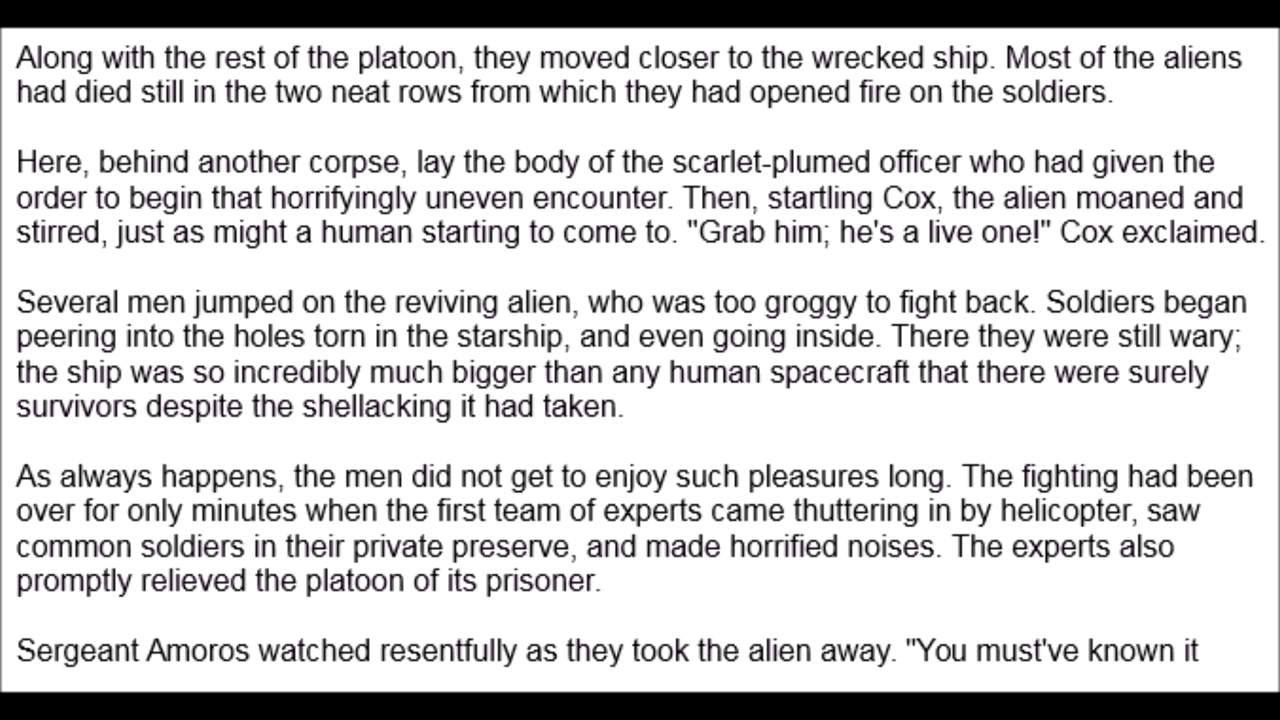 Along with the rest of the platoon, they moved closer to the wrecked ship. Most of the aliens
had died still in the two neat rows from which they had opened fire on the soldiers.
Here, behind another corpse, lay the body of the scarlet-plumed officer who had given the
order to begin that horrifyingly uneven encounter. Then, startling Cox, the alien moaned and
stirred, just as might a human starting to come to. "Grab him; he's a live one!" Cox exclaimed.
Several men jumped on the reviving alien, who was too groggy to fight back. Soldiers began
peering into the holes torn in the starship, and even going inside. There they were still wary;
the ship was so incredibly much bigger than any human spacecraft that there were surely
survivors despite the shellacking it had taken.
As always happens, the men did not get to enjoy such pleasures long. The fighting had been
over for only minutes when the first team of experts came thuttering in by helicopter, saw
common soldiers in their private preserve, and made horrified noises. The experts also
promptly relieved the platoon of its prisoner.
Sergeant Amoros watched resentfully as they took the alien away. "You must've known it